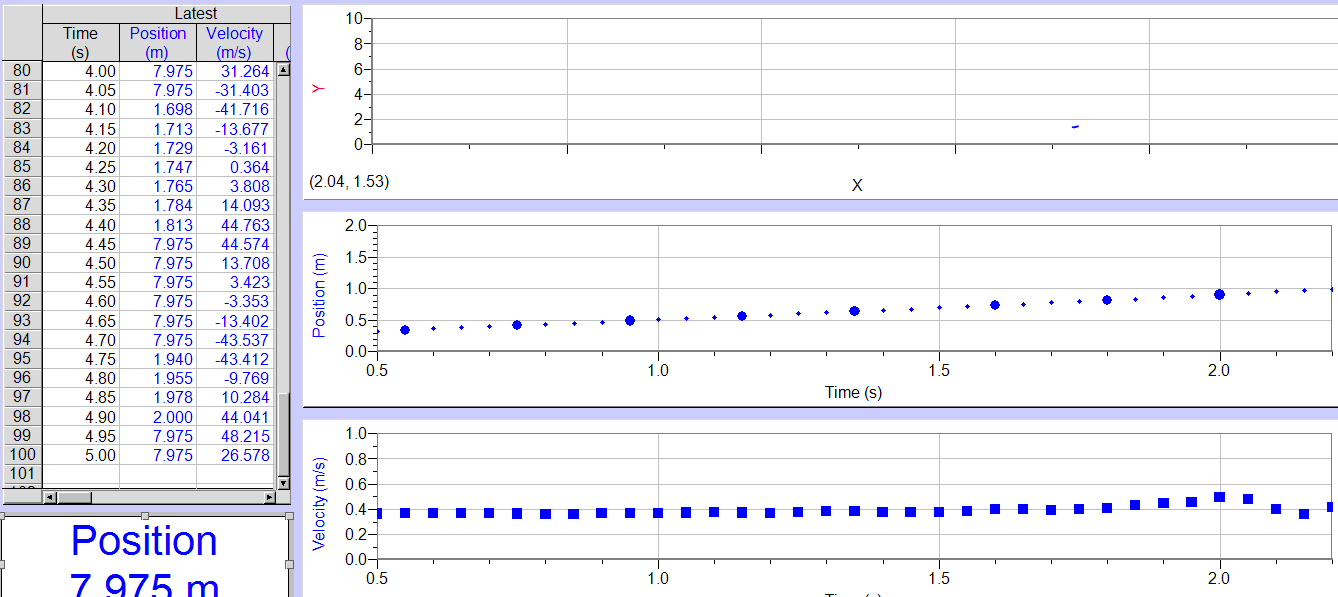 Latest
Time Position Velocity
(s) (m) (m/s) (
80 4.00 7.975 31.264
81 4.05 7.975 -31.403
82 4.10 1.698 -41.716
83 4.15 1.713 -13.677
84 4.20 1.729 -3.161
85 4.25 1.747 0.364
86 4.30 1.765 3.808
87 4.35 1.784 14.093
88 4.40 1.813 44.763
89 4.45 7.975 44.574
90 4.50 7.975 13.708
91 4.55 7.975 3.423
92 4.60 7.975 -3.353
93 4.65 7.975 -13.402
94 4.70 7.975 -43.537
95 4.75 1.940 -43.412
96 4.80 1.955 -9.769
97 4.85 1.978 10.284
98 4.90 2.000 44.041
99 4.95 7.975 48.215
100 5.00 7.975 26.578
101
Position
7.975 m
10
8
6
4
2
0
Y
(2.04, 1.53)
X
2.0
1.5
1.0
0.5
0.0
Position (m)
0.5 1.0 1.5 2.0
Time (s)
1.0
0.8
0.6
0.4
0.2
0.0
Velocity (m/s)
0.5 1.0 1.5 2.0
Time (s)